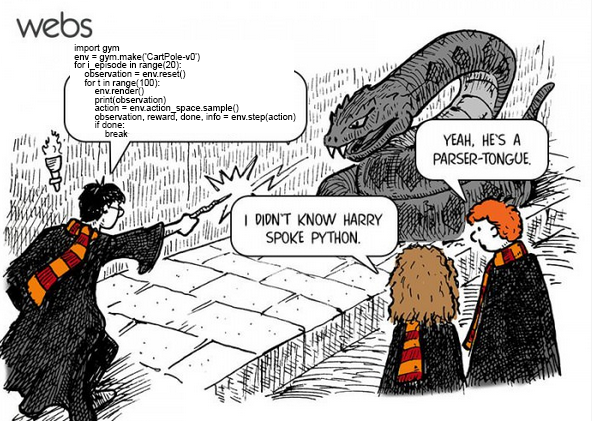 webs
import gym
env = gym.make('CartPole-v0')
for i_episode in range(20):
    observation = env.reset()
    for t in range(100):
        env.render()
        print(observation)
        action = env.action_space.sample()
        observation, reward, done, info = env.step(action)
        if done:
            break
YEAH, HE'S A
PARSER-TONGUE.
I DIDN'T KNOW HARRY
SPOKE PYTHON.